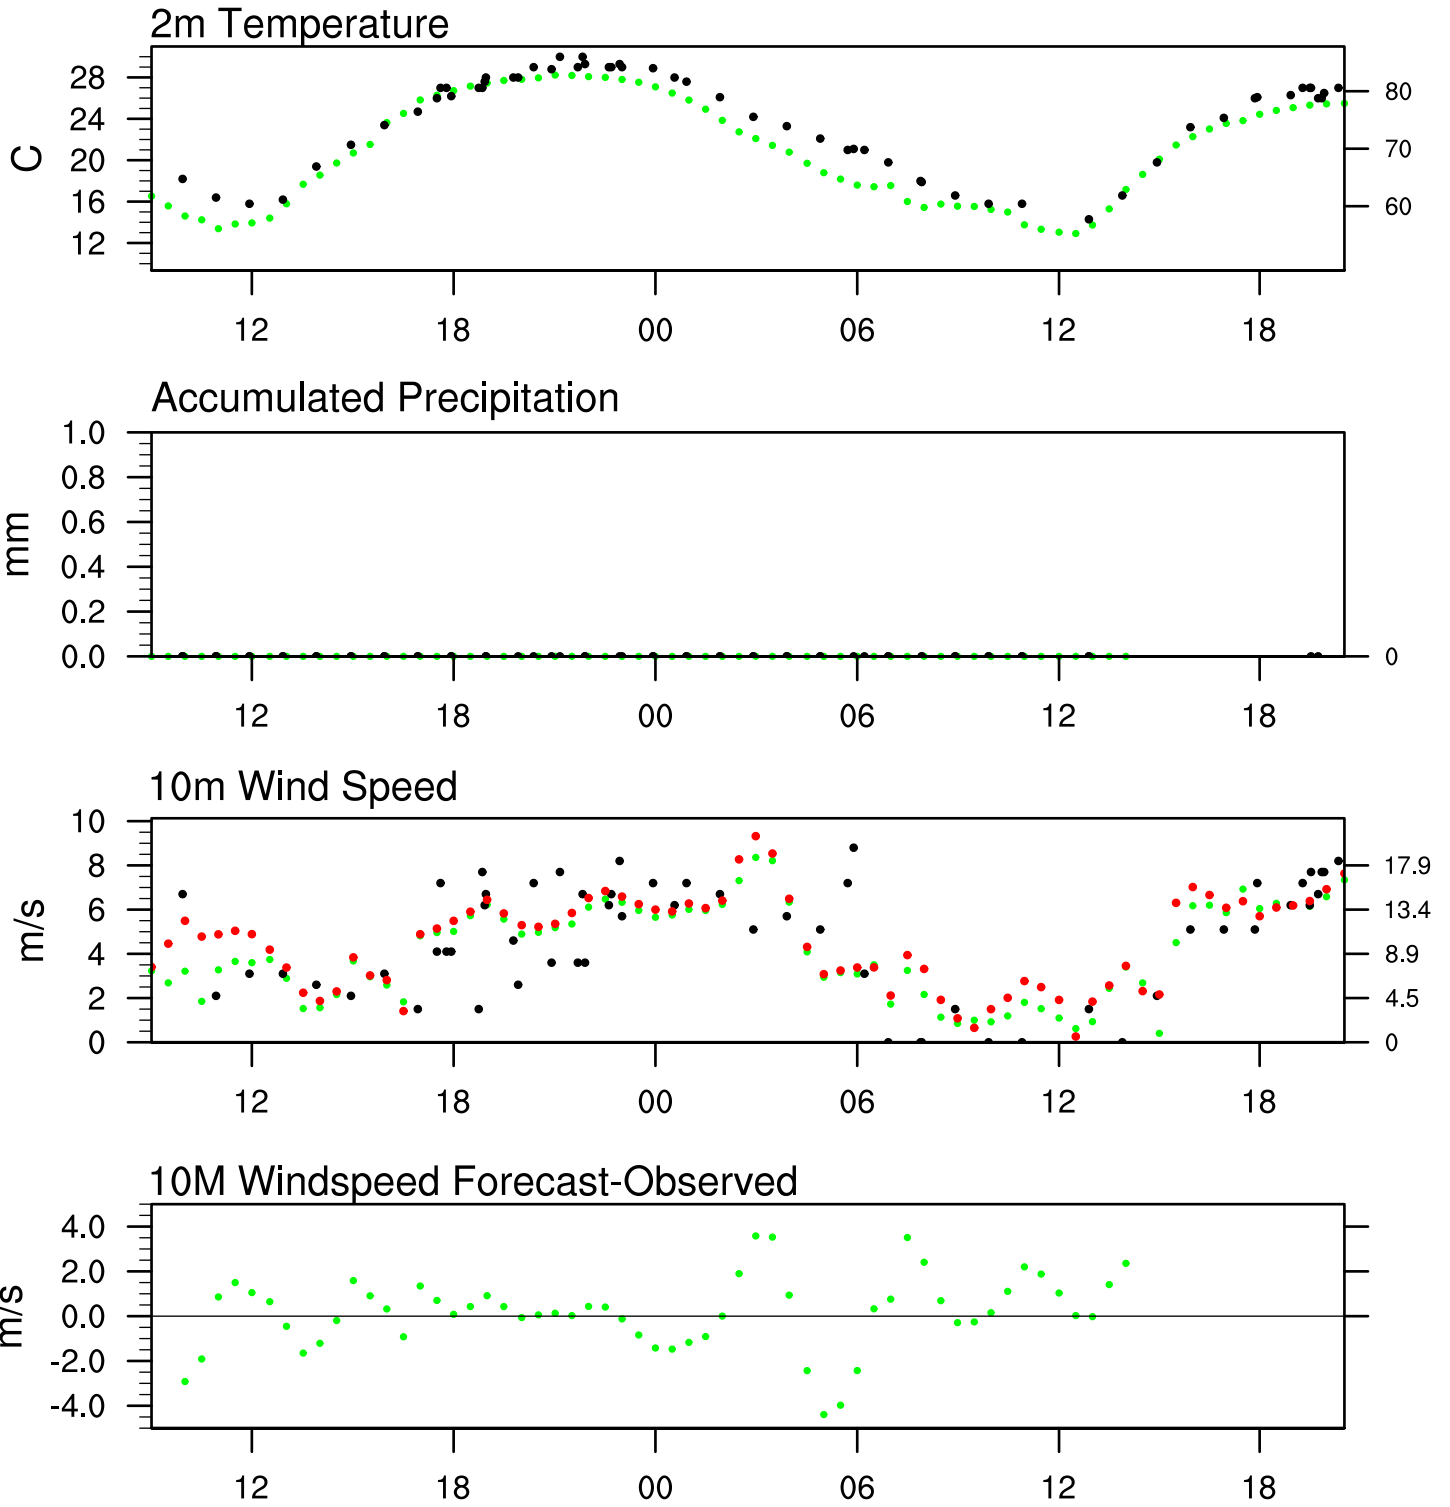 2m Temperature
C
28
24
20
16
12
80
70
60
12 18 00 06 12 18
Accumulated Precipitation
mm
1.0
0.8
0.6
0.4
0.2
0.0
0
12 18 00 06 12 18
10m Wind Speed
m/s
10
8
6
4
2
0
17.9
13.4
8.9
4.5
0
12 18 00 06 12 18
10M Windspeed Forecast-Observed
m/s
4.0
2.0
0.0
-2.0
-4.0
12 18 00 06 12 18